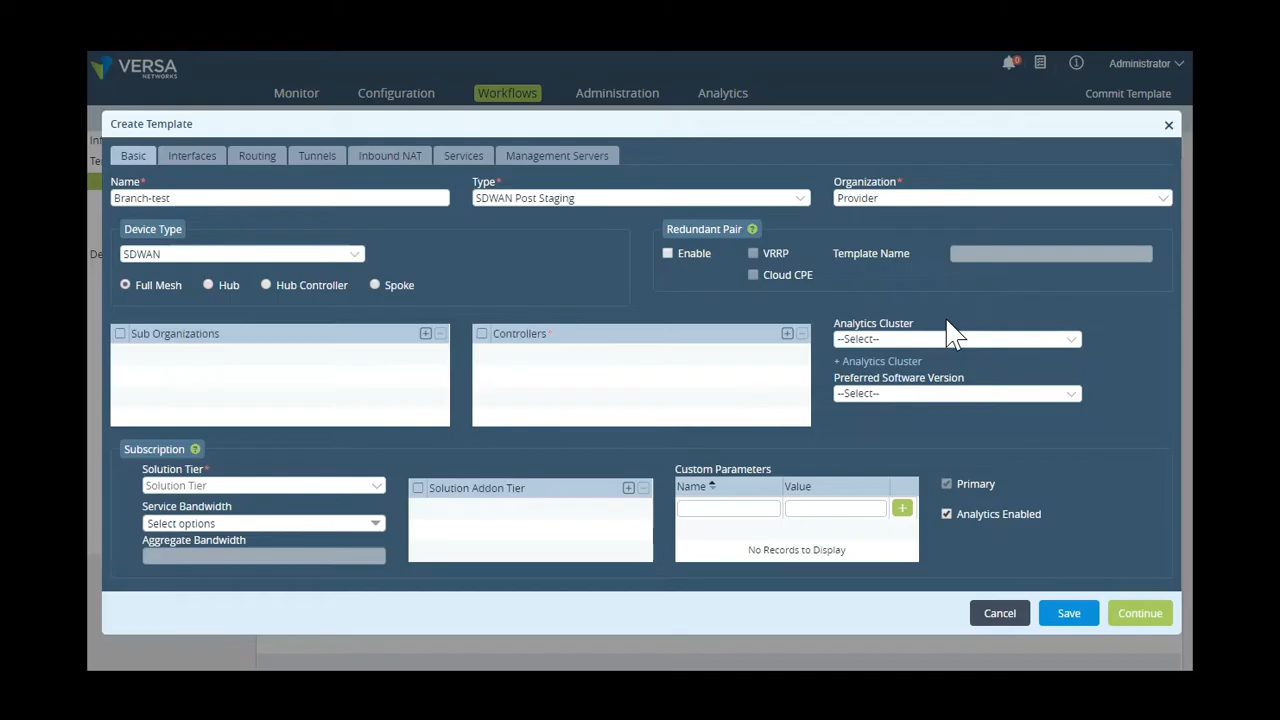 VERSA
NETWORKS
0
Administrator
Monitor
Configuration
Workflows
Administration
Analytics
Commit Template
Create Template
Basic
Interfaces
Routing
Tunnels
Inbound NAT
Services
Management Servers
Name*
Type*
Organization*
Branch-test
SDWAN Post Staging
Provider
Device Type
Redundant Pair ?
SDWAN
Enable
VRRP
Template Name
Cloud CPE
Full Mesh
Hub
Hub Controller
Spoke
Sub Organizations
Controllers*
Analytics Cluster
--Select--
+ Analytics Cluster
Preferred Software Version
--Select--
Subscription ?
Solution Tier*
Solution Tier
Service Bandwidth
Select options
Aggregate Bandwidth
Solution Addon Tier
Custom Parameters
Name
Value
No Records to Display
Primary
Analytics Enabled
Cancel
Save
Continue